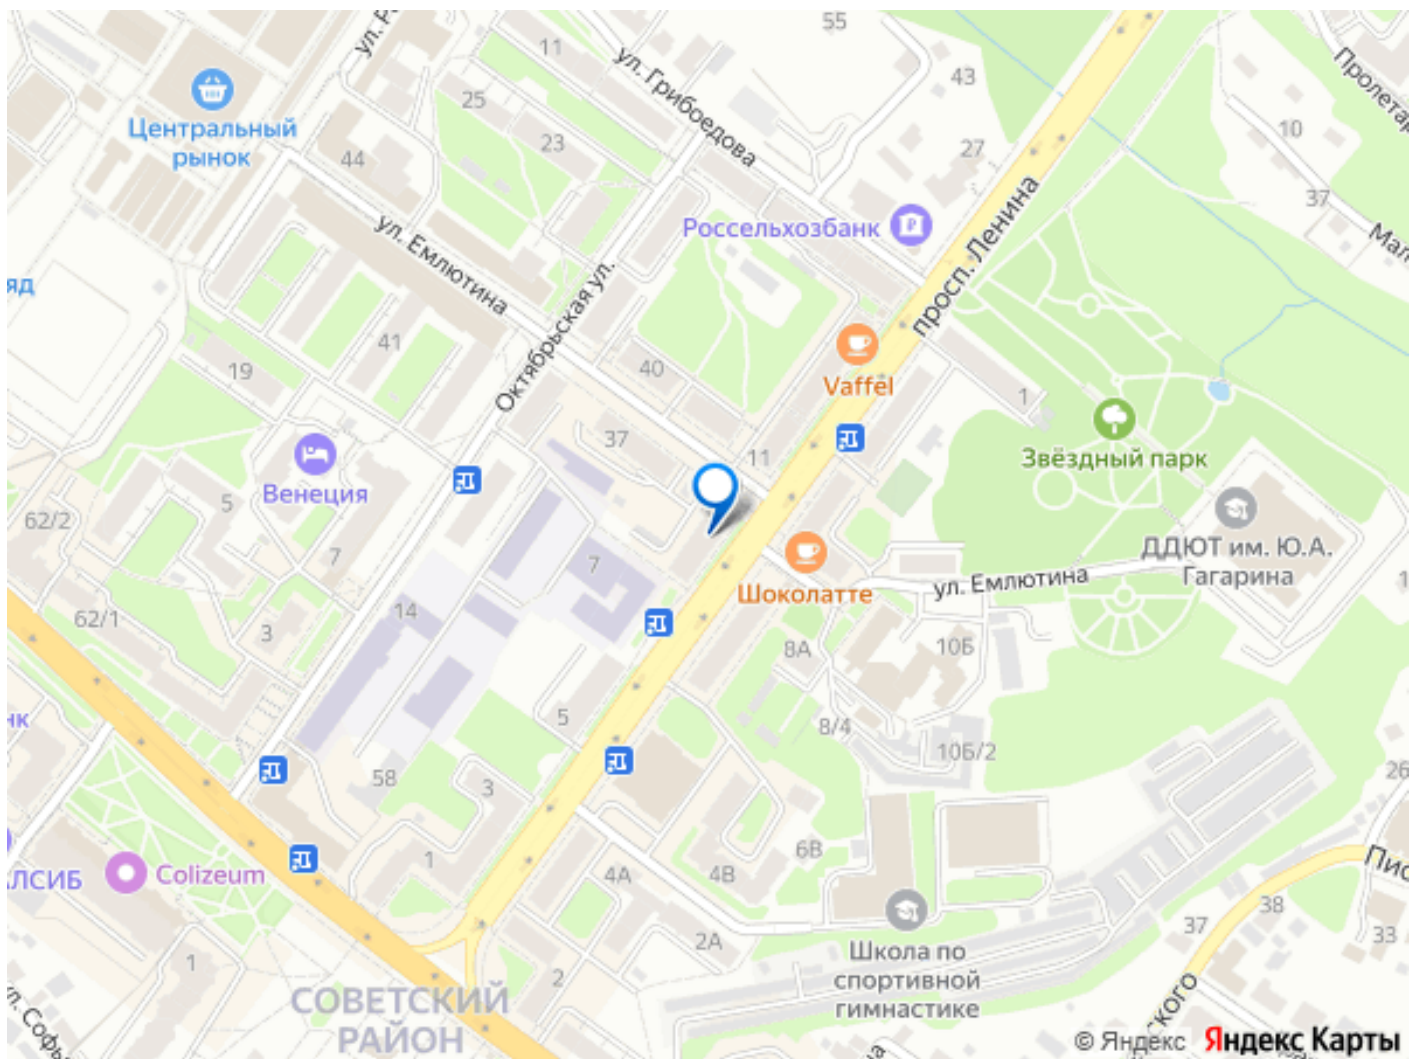 55
11
ул. Грибоедова
43
Пролетар
25
Центральный
рынок
23
44
10
27
37
просп. Ленина
Россельхозбанк
ул. Емлютина
Октябрьская ул.
яд
41
19
40
Vaffel
1
Звёздный парк
37
11
Венеция
5
62/2
7
ДДЮТ им. Ю.А.
Гагарина
7
Шоколатте
ул. Емлютина
14
62/1
3
8А
10Б
5
8/4
10Б/2
нк
58
3
26
1
6В
4А
4В
Colizeum
ЛСИБ
Пис
38
37
33
2А
Школа по
спортивной
гимнастике
1
2
СОВЕТСКИЙ
РАЙОН
ул. Софь
ского
© Яндекс Яндекс Карты